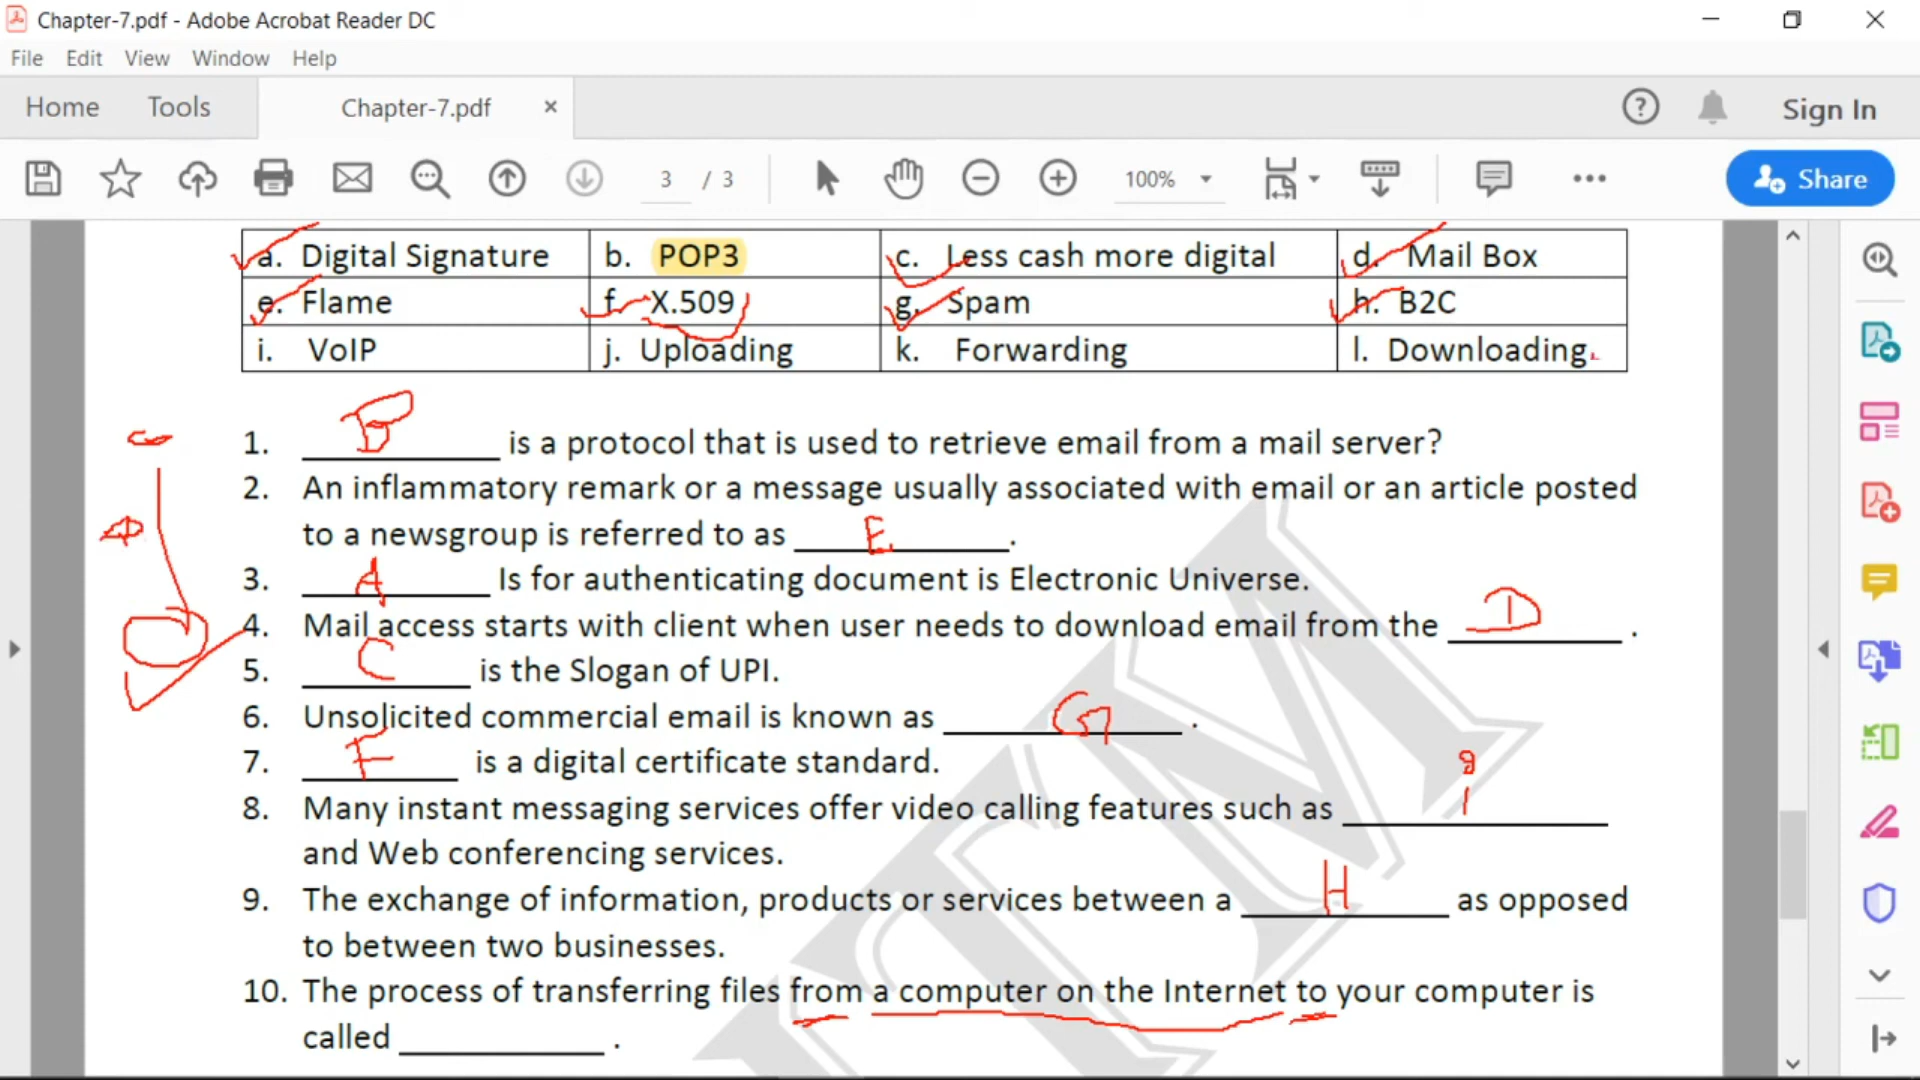 Chapter-7.pdf - Adobe Acrobat Reader DC
File Edit View Window Help
Home Tools Chapter-7.pdf × Sign In
3 / 3 100% Share
a. Digital Signature b. POP3 c. Less cash more digital d. Mail Box
e. Flame f. X.509 g. Spam h. B2C
i. VoIP j. Uploading k. Forwarding l. Downloading
1. B is a protocol that is used to retrieve email from a mail server?
2. An inflammatory remark or a message usually associated with email or an article posted
to a newsgroup is referred to as E.
3. A Is for authenticating document is Electronic Universe.
4. Mail access starts with client when user needs to download email from the D .
5. C is the Slogan of UPI.
6. Unsolicited commercial email is known as G .
7. F is a digital certificate standard.
8. Many instant messaging services offer video calling features such as i
and Web conferencing services.
9. The exchange of information, products or services between a H as opposed
to between two businesses.
10. The process of transferring files from a computer on the Internet to your computer is
called ____________ .
TM